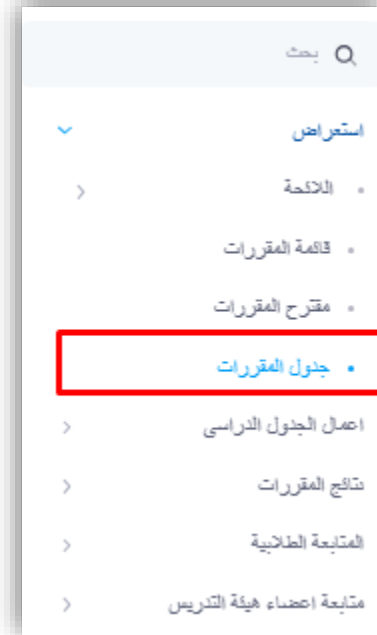 بحث
استعراض
اللائحة
قائمة المقررات
مقترح المقررات
جدول المقررات
اعمال الجدول الدراسى
نتائج المقررات
المتابعة الطلابية
متابعة اعضاء هيئة التدريس